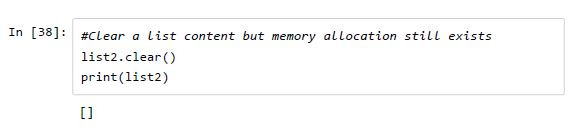 In [38]: #Clear a list content but memory allocation still exists
list2.clear()
print(list2)
[]